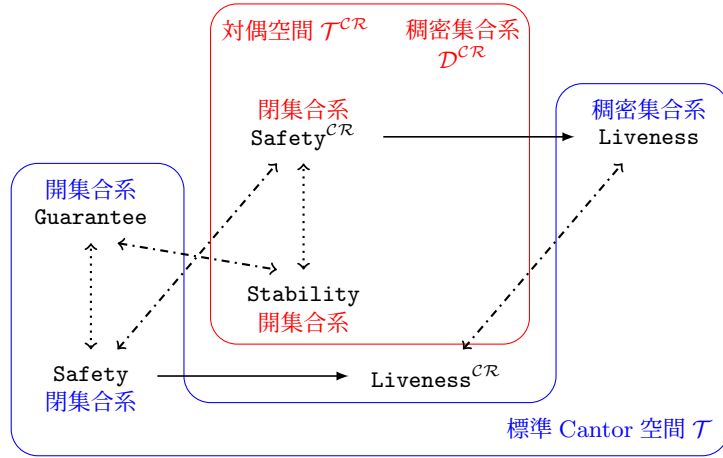 対偶空間 𝒯^𝒞ℛ
稠密集合系
𝒟^𝒞ℛ
閉集合系
Safety^𝒞ℛ
稠密集合系
Liveness
開集合系
Guarantee
Stability
開集合系
Safety
閉集合系
Liveness^𝒞ℛ
標準 Cantor 空間 𝒯